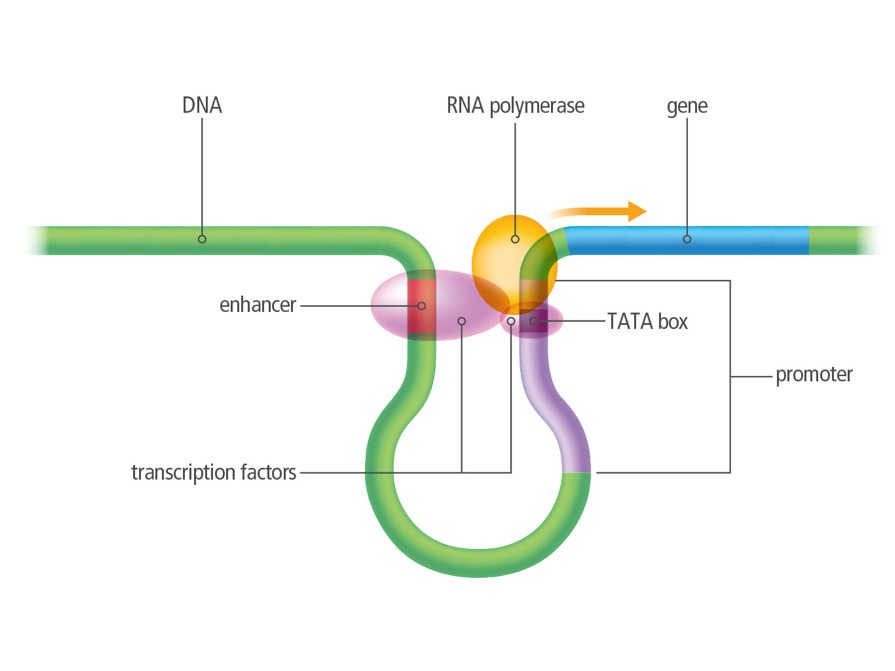 DNA
RNA polymerase
gene
enhancer
TATA box
promoter
transcription factors